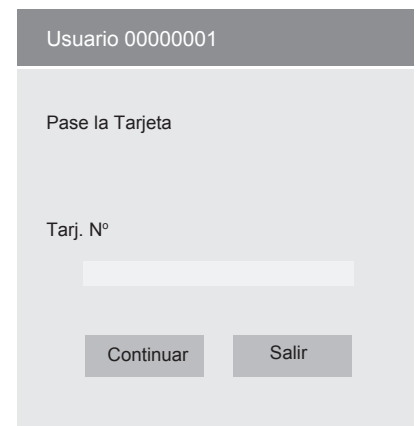 Usuario 00000001
Pase la Tarjeta
Tarj. Nº
Continuar Salir